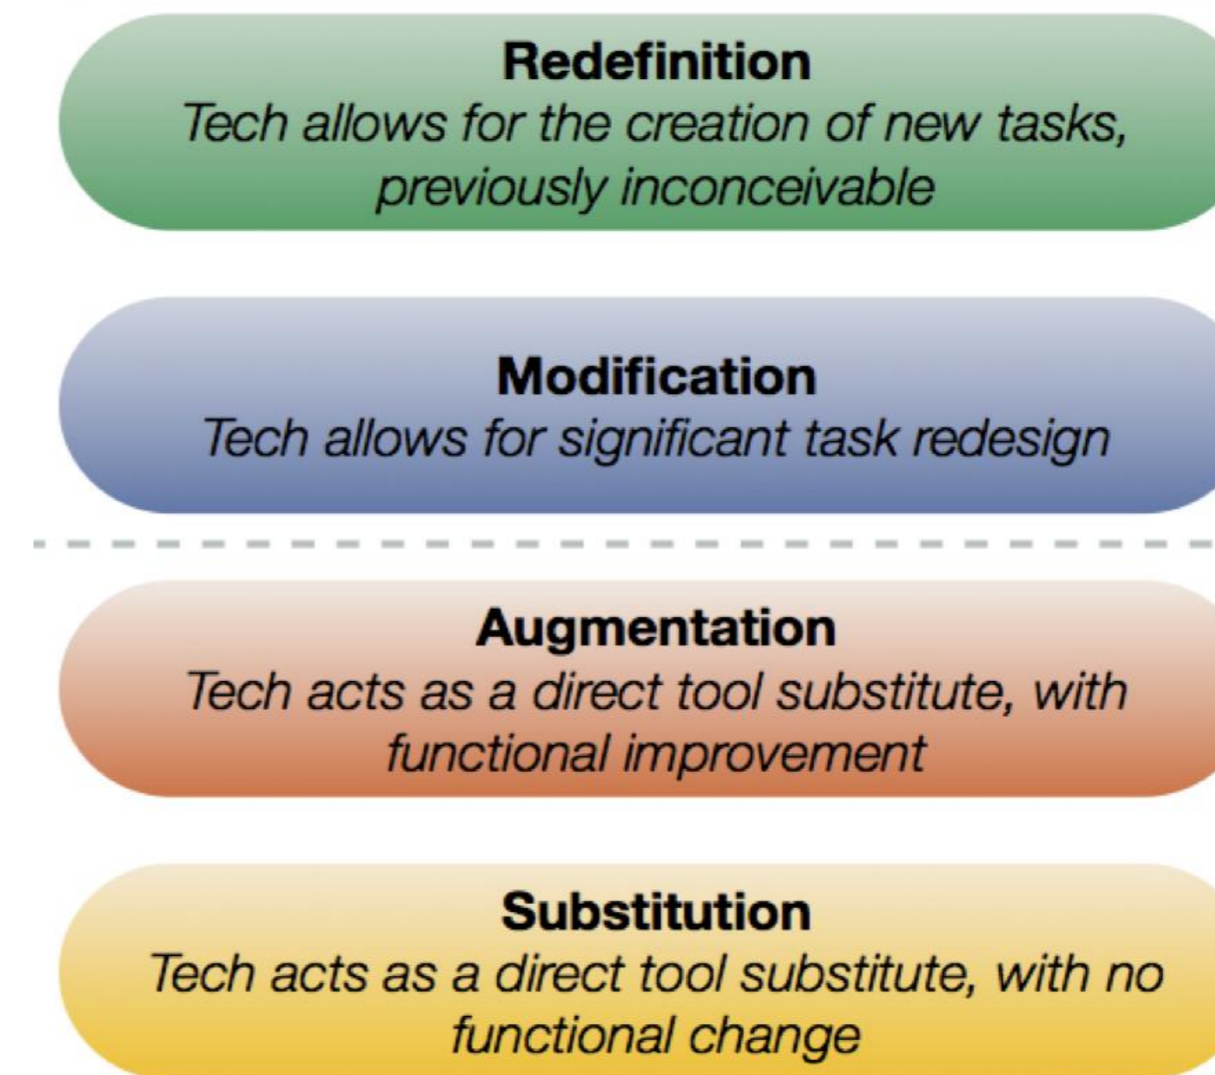 Redefinition
Tech allows for the creation of new tasks,
previously inconceivable
Modification
Tech allows for significant task redesign
Augmentation
Tech acts as a direct tool substitute, with
functional improvement
Substitution
Tech acts as a direct tool substitute, with no
functional change